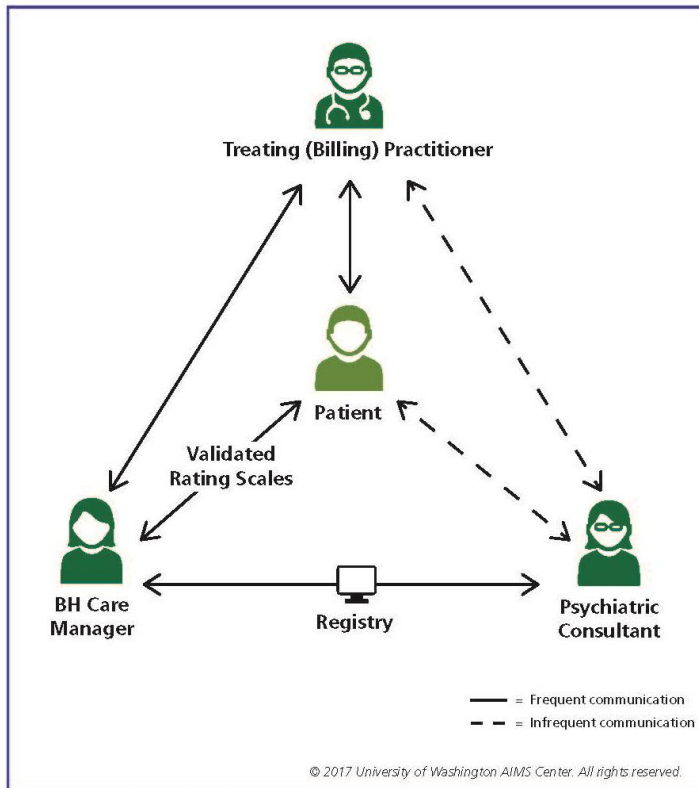 Treating (Billing) Practitioner
Patient
Validated
Rating Scales
BH Care
Manager
Registry
Psychiatric
Consultant
= Frequent communication
= Infrequent communication
© 2017 University of Washington AIMS Center. All rights reserved.